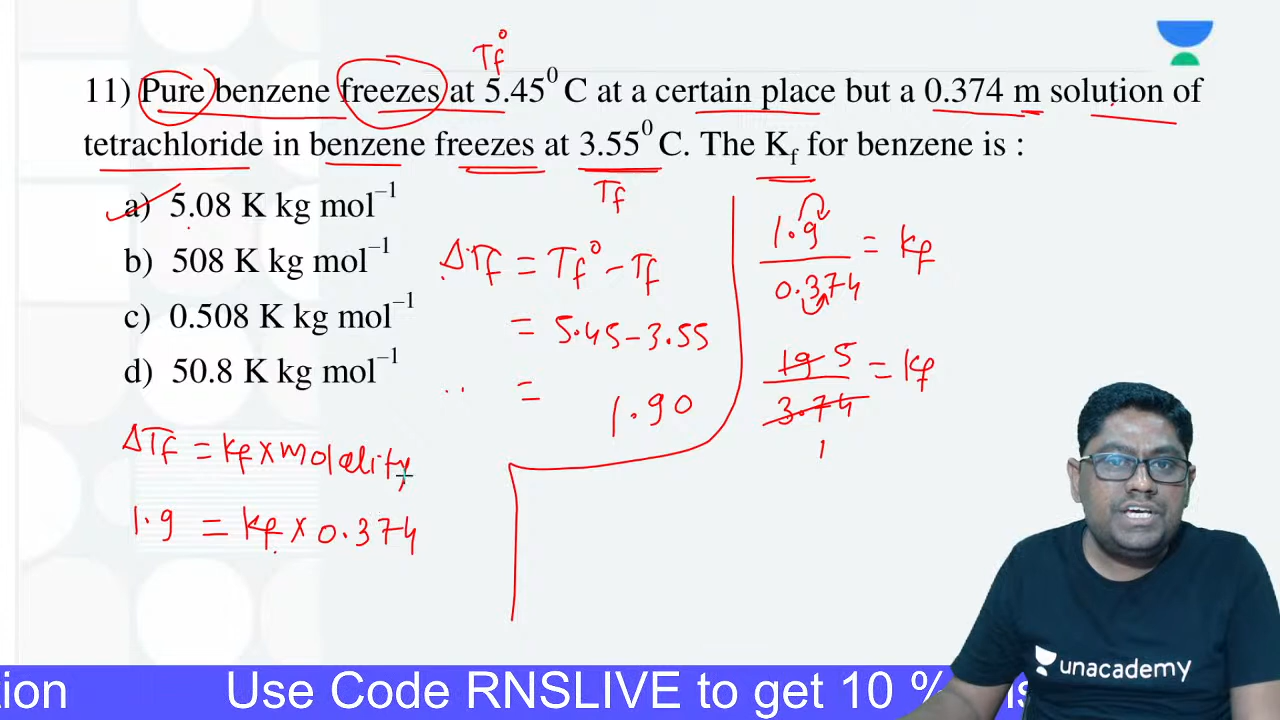 Tf⁰
11) Pure benzene freezes at 5.45⁰ C at a certain place but a 0.374 m solution of
tetrachloride in benzene freezes at 3.55⁰ C. The K_f for benzene is :
Tf
a) 5.08 K kg mol⁻¹
b) 508 K kg mol⁻¹
c) 0.508 K kg mol⁻¹
d) 50.8 K kg mol⁻¹
ΔTf = kf × molality
1.9 = kf × 0.374
ΔTf = Tf⁰ – Tf
= 5.45 – 3.55
= 1.90
1.9 / 0.374 = kf
19 5 / 3.74 = kf
1
unacademy
tion
Use Code RNSLIVE to get 10 %